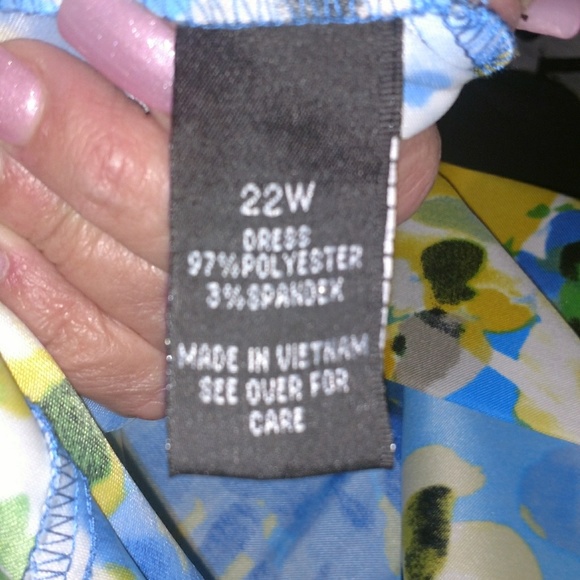 22W
DRESS
97%POLYESTER
3%SPANDEX
MADE IN VIETNAM
SEE OVER FOR
CARE